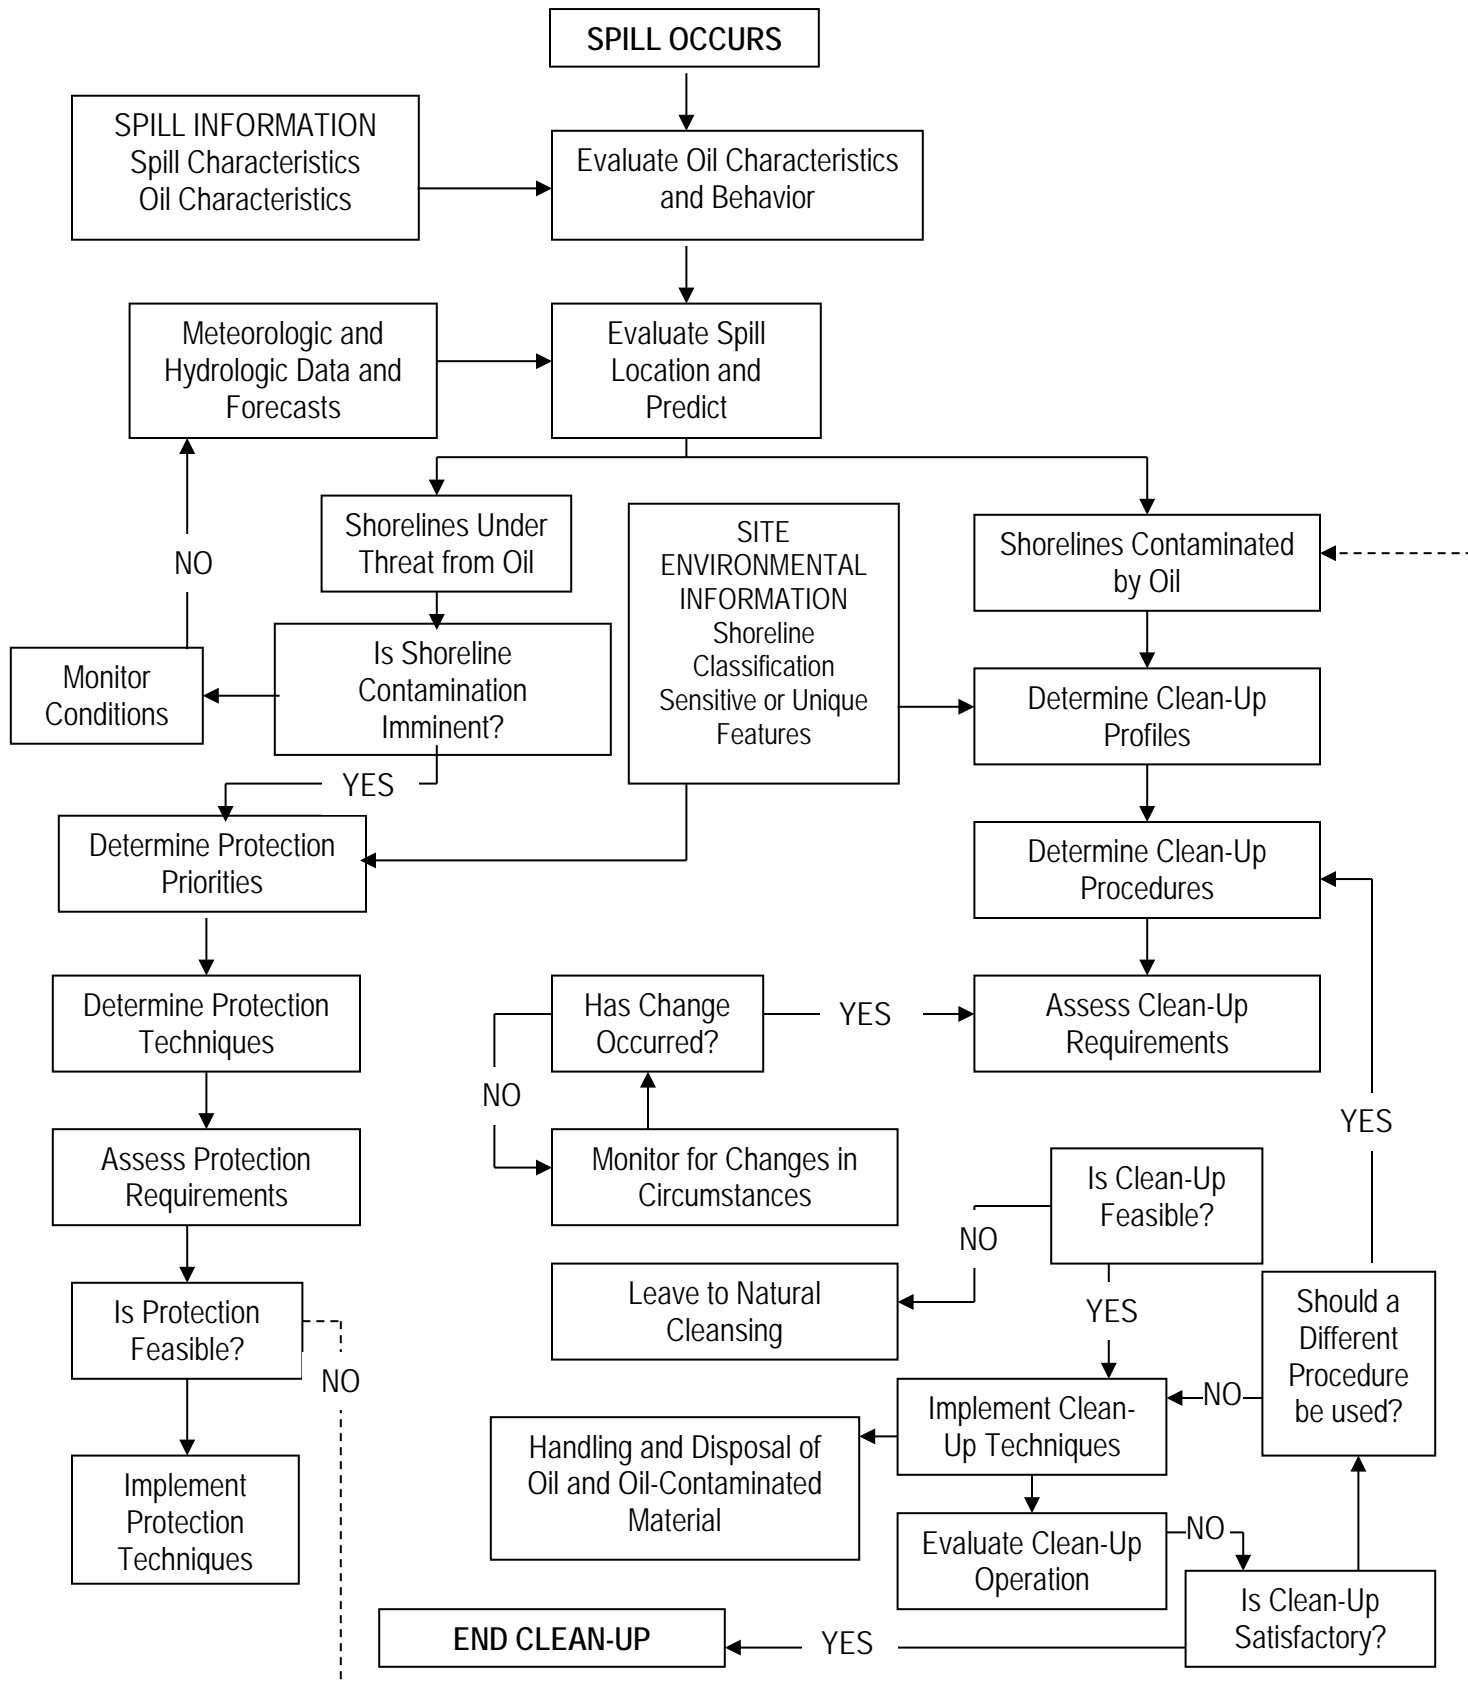 SPILL OCCURS
SPILL INFORMATION
Spill Characteristics
Oil Characteristics
Evaluate Oil Characteristics
and Behavior
Meteorologic and
Hydrologic Data and
Forecasts
Evaluate Spill
Location and
Predict
NO
Shorelines Under
Threat from Oil
SITE
ENVIRONMENTAL
INFORMATION
Shoreline
Classification
Sensitive or Unique
Features
Shorelines Contaminated
by Oil
Monitor
Conditions
Is Shoreline
Contamination
Imminent?
Determine Clean-Up
Profiles
YES
Determine Protection
Priorities
Determine Clean-Up
Procedures
Determine Protection
Techniques
Has Change
Occurred?
YES
Assess Clean-Up
Requirements
NO
YES
Assess Protection
Requirements
Monitor for Changes in
Circumstances
Is Clean-Up
Feasible?
NO
Is Protection
Feasible?
NO
Leave to Natural
Cleansing
YES
Should a
Different
Procedure
be used?
Implement Clean-
Up Techniques
NO
Handling and Disposal of
Oil and Oil-Contaminated
Material
Implement
Protection
Techniques
Evaluate Clean-Up
Operation
NO
Is Clean-Up
Satisfactory?
END CLEAN-UP
YES